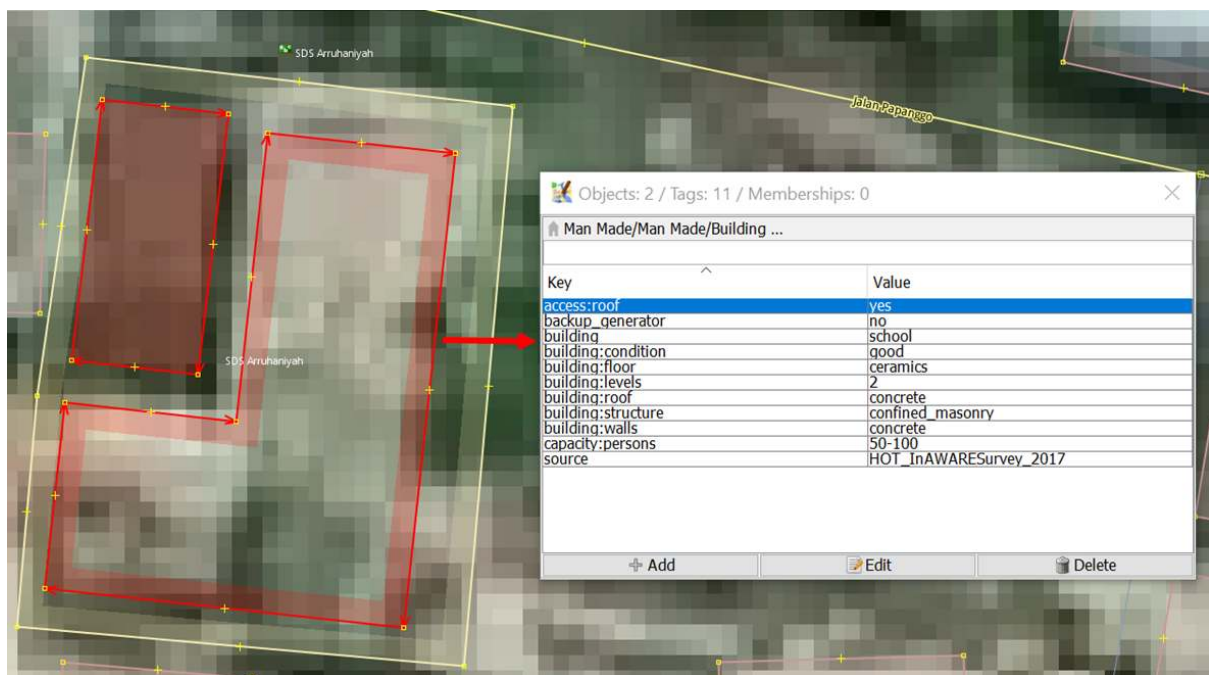 SDS Arruhaniyah
Jalan Papanggo
SDS Arruhaniyah
Objects: 2 / Tags: 11 / Memberships: 0
Man Made/Man Made/Building ...
Key Value
access:roof yes
backup_generator no
building school
building:condition good
building:floor ceramics
building:levels 2
building:roof concrete
building:structure confined_masonry
building:walls concrete
capacity:persons 50-100
source HOT_InAWARESurvey_2017
Add Edit Delete